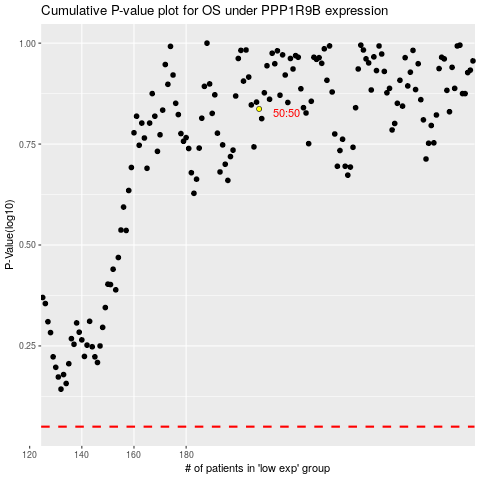 Cumulative P-value plot for OS under PPP1R9B expression
P-Value(log10)
1.00
0.75
0.50
0.25
50:50
120 140 160 180
# of patients in 'low exp' group